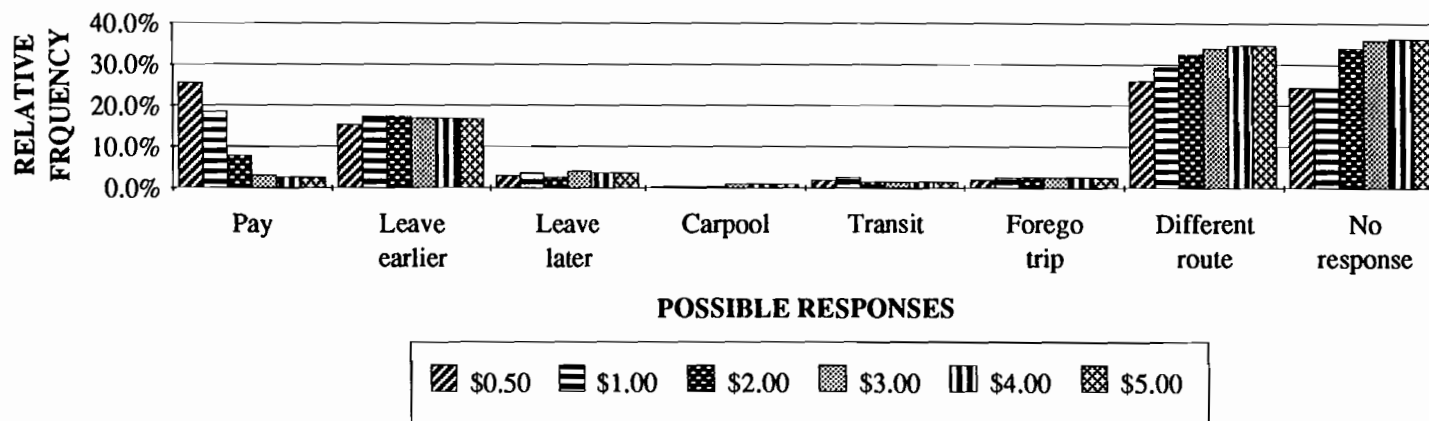 40.0%
30.0%
20.0%
10.0%
0.0%
RELATIVE
FRQUENCY
Pay
Leave
earlier
Leave
later
Carpool
Transit
Forego
trip
Different
route
No
response
POSSIBLE RESPONSES
$0.50 $1.00 $2.00 $3.00 $4.00 $5.00